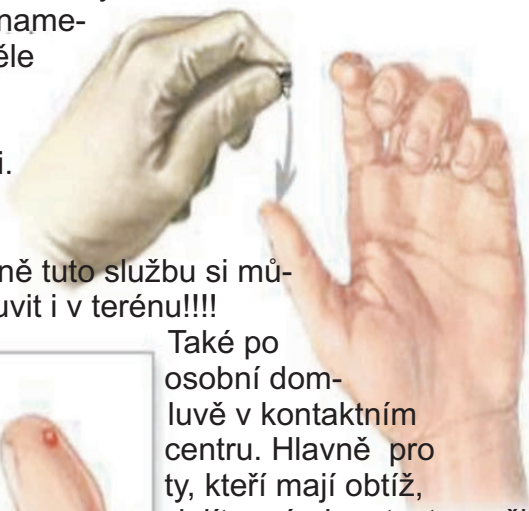 name-
ěle
i.
ně tuto službu si mů-
uvit i v terénu!!!!
Také po
osobní dom-
luvě v kontaktním
centru. Hlavně pro
ty, kteří mají obtíž,